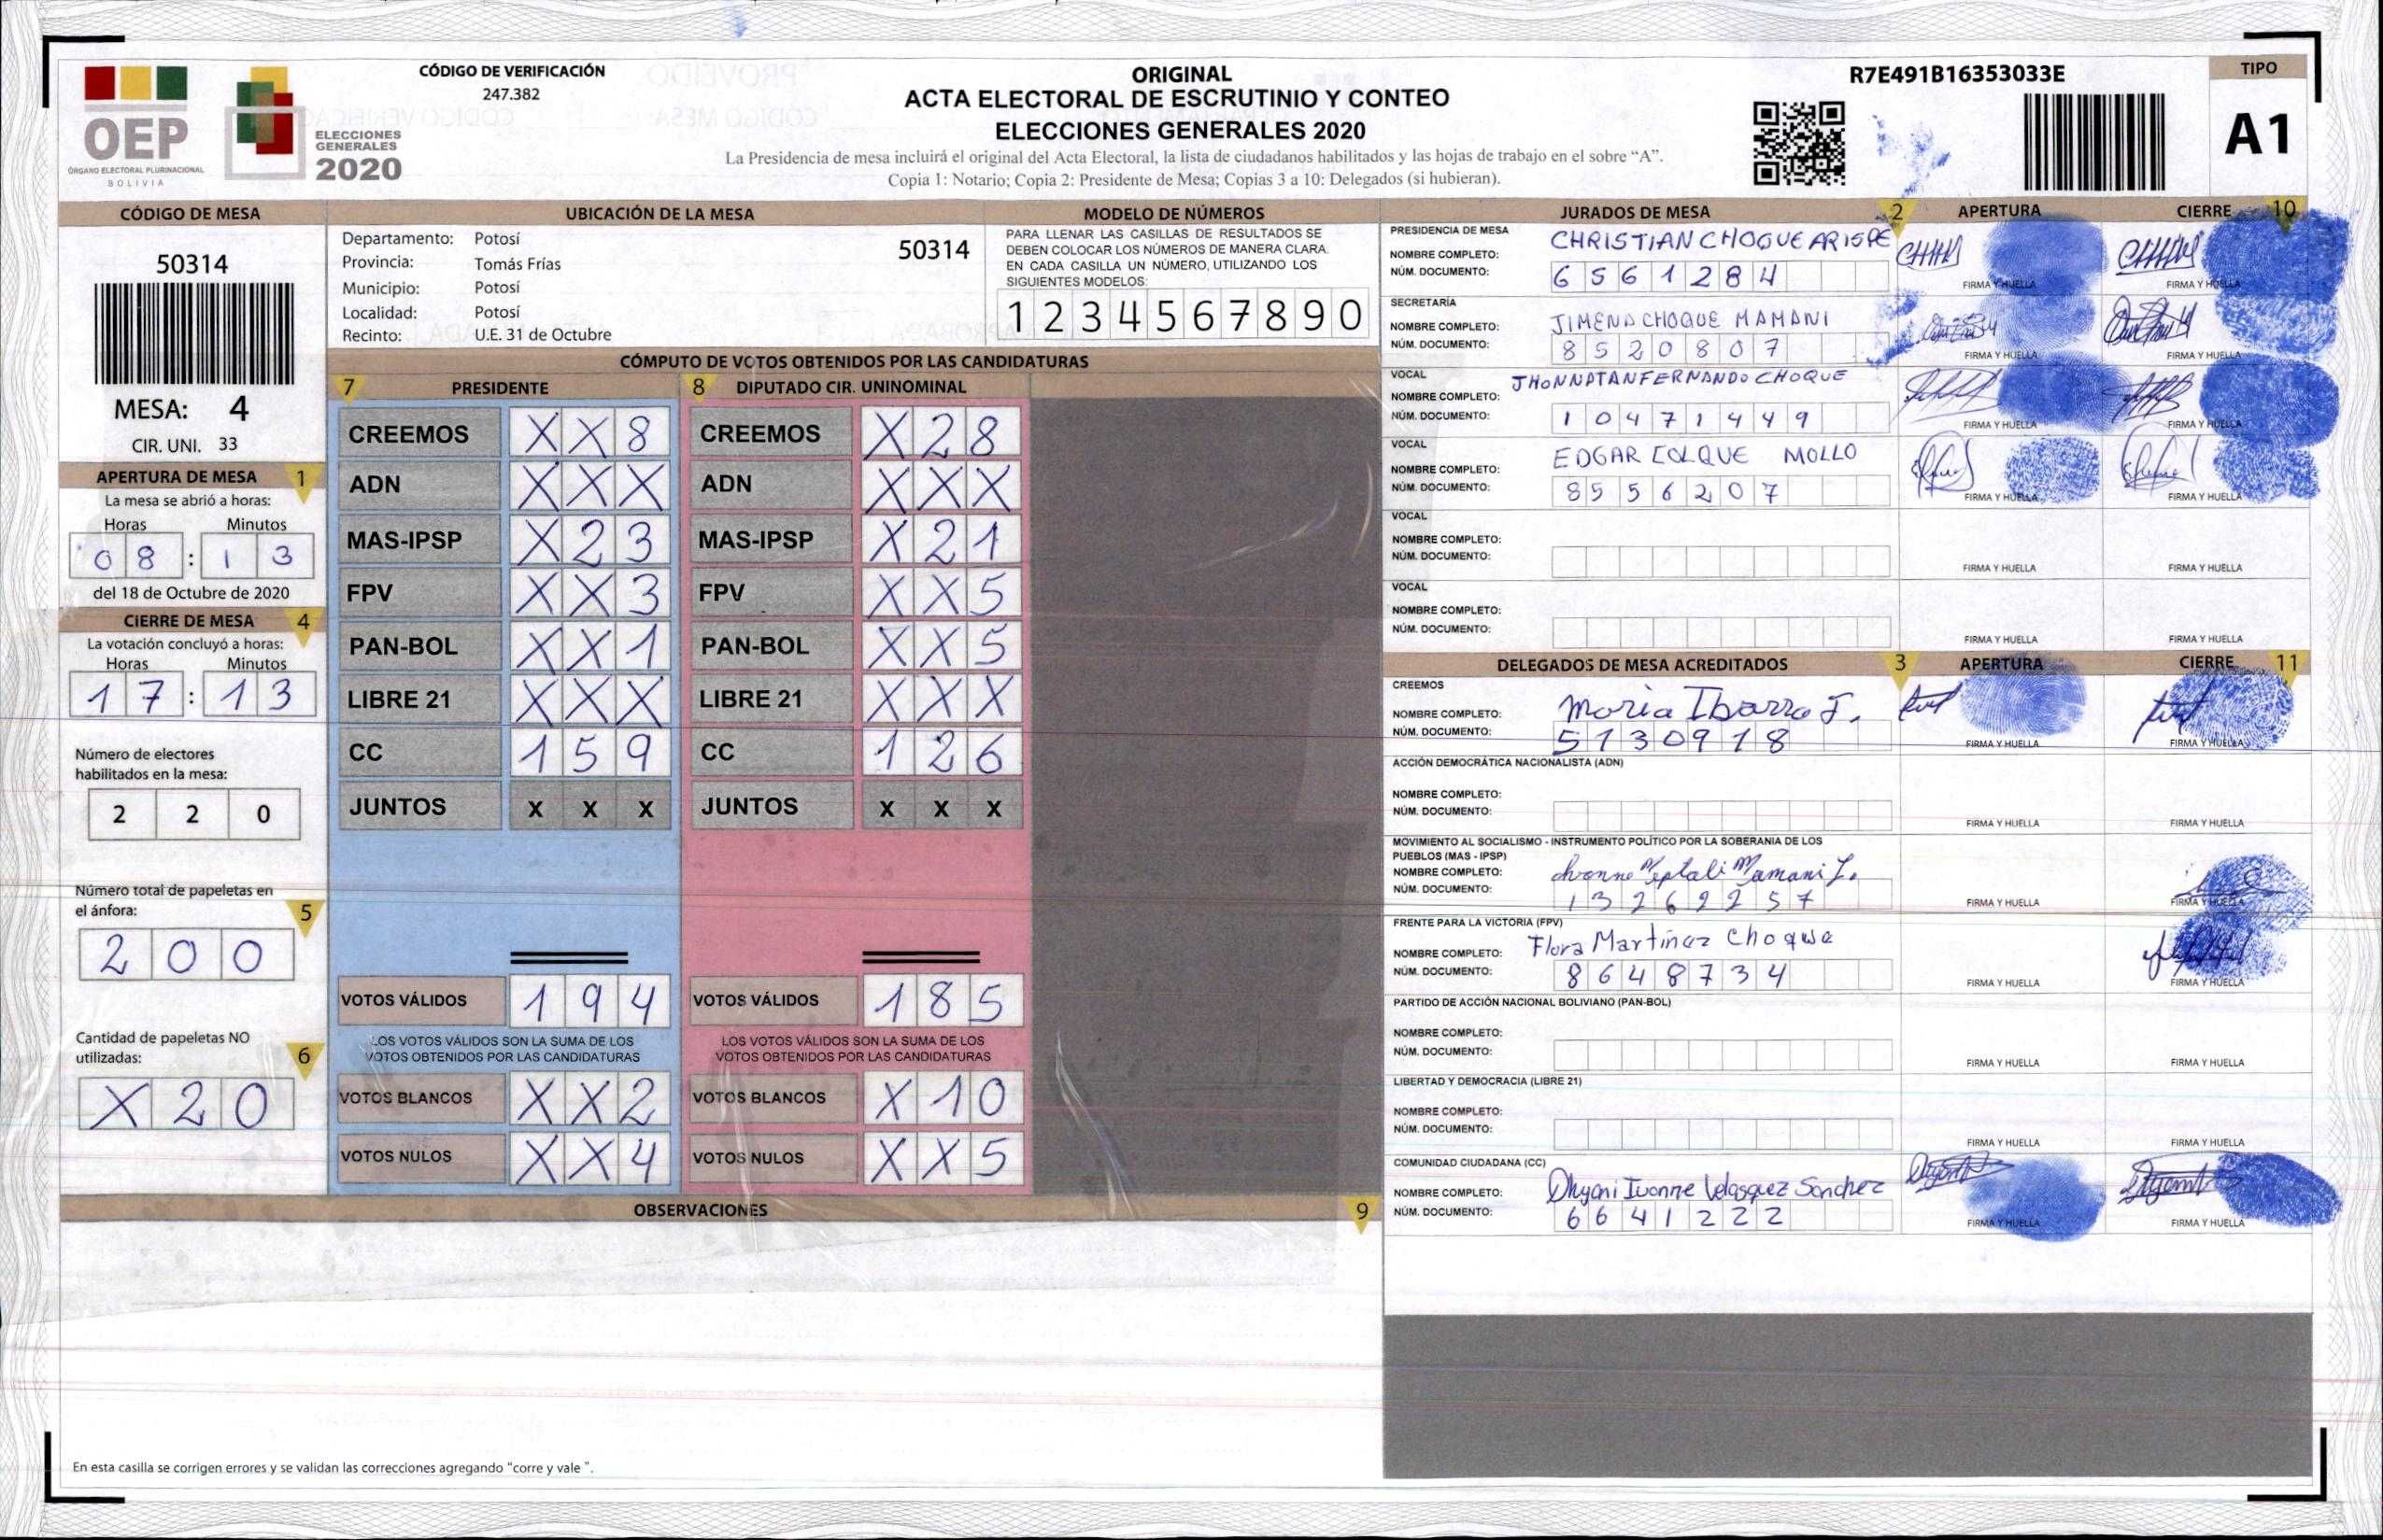 CÓDIGO DE VERIFICACIÓN
247.382
OEP
ÓRGANO ELECTORAL PLURINACIONAL
BOLIVIA
ELECCIONES
GENERALES
2020
ORIGINAL
ACTA ELECTORAL DE ESCRUTINIO Y CONTEO
ELECCIONES GENERALES 2020
La Presidencia de mesa incluirá el original del Acta Electoral, la lista de ciudadanos habilitados y las hojas de trabajo en el sobre “A”.
Copia 1: Notario; Copia 2: Presidente de Mesa; Copias 3 a 10: Delegados (si hubieran).
R7E491B16353033E
TIPO
A1
CÓDIGO DE MESA
50314
MESA: 4
CIR. UNI. 33
APERTURA DE MESA 1
La mesa se abrió a horas:
Horas Minutos
08 : 13
del 18 de Octubre de 2020
CIERRE DE MESA 4
La votación concluyó a horas:
Horas Minutos
17 : 13
Número de electores
habilitados en la mesa:
2 2 0
Número total de papeletas en
el ánfora: 5
2 0 0
Cantidad de papeletas NO
utilizadas: 6
X 2 0
UBICACIÓN DE LA MESA
Departamento: Potosí
50314
Provincia: Tomás Frías
Municipio: Potosí
Localidad: Potosí
Recinto: U.E. 31 de Octubre
MODELO DE NÚMEROS
PARA LLENAR LAS CASILLAS DE RESULTADOS SE
DEBEN COLOCAR LOS NÚMEROS DE MANERA CLARA.
EN CADA CASILLA UN NÚMERO, UTILIZANDO LOS
SIGUIENTES MODELOS:
1 2 3 4 5 6 7 8 9 0
CÓMPUTO DE VOTOS OBTENIDOS POR LAS CANDIDATURAS
7 PRESIDENTE
CREEMOS X X 8
ADN X X X
MAS-IPSP X 2 3
FPV X X 3
PAN-BOL X X 1
LIBRE 21 X X X
CC 1 5 9
JUNTOS X X X
VOTOS VÁLIDOS 1 9 4
LOS VOTOS VÁLIDOS SON LA SUMA DE LOS
VOTOS OBTENIDOS POR LAS CANDIDATURAS
VOTOS BLANCOS X X 2
VOTOS NULOS X X 4
8 DIPUTADO CIR. UNINOMINAL
CREEMOS X 2 8
ADN X X X
MAS-IPSP X 2 1
FPV X X 5
PAN-BOL X X 5
LIBRE 21 X X X
CC 1 2 6
JUNTOS X X X
VOTOS VÁLIDOS 1 8 5
LOS VOTOS VÁLIDOS SON LA SUMA DE LOS
VOTOS OBTENIDOS POR LAS CANDIDATURAS
VOTOS BLANCOS X 1 0
VOTOS NULOS X X 5
OBSERVACIONES 9
En esta casilla se corrigen errores y se validan las correcciones agregando “corre y vale ”.
JURADOS DE MESA 2 APERTURA CIERRE 10
PRESIDENCIA DE MESA
NOMBRE COMPLETO: CHRISTIAN CHOQUE ARISPE
NÚM. DOCUMENTO: 6561284
FIRMA Y HUELLA FIRMA Y HUELLA
SECRETARÍA
NOMBRE COMPLETO: JIMENA CHOQUE MAMANI
NÚM. DOCUMENTO: 8520807
FIRMA Y HUELLA FIRMA Y HUELLA
VOCAL
NOMBRE COMPLETO: JHONNATAN FERNANDO CHOQUE
NÚM. DOCUMENTO: 10471449
FIRMA Y HUELLA FIRMA Y HUELLA
VOCAL
NOMBRE COMPLETO: EDGAR COLQUE MOLLO
NÚM. DOCUMENTO: 8556207
FIRMA Y HUELLA FIRMA Y HUELLA
VOCAL
NOMBRE COMPLETO:
NÚM. DOCUMENTO:
FIRMA Y HUELLA FIRMA Y HUELLA
VOCAL
NOMBRE COMPLETO:
NÚM. DOCUMENTO:
FIRMA Y HUELLA FIRMA Y HUELLA
DELEGADOS DE MESA ACREDITADOS 3 APERTURA CIERRE 11
CREEMOS
NOMBRE COMPLETO: Maria Ibarra F.
NÚM. DOCUMENTO: 5130918
FIRMA Y HUELLA FIRMA Y HUELLA
ACCIÓN DEMOCRÁTICA NACIONALISTA (ADN)
NOMBRE COMPLETO:
NÚM. DOCUMENTO:
FIRMA Y HUELLA FIRMA Y HUELLA
MOVIMIENTO AL SOCIALISMO - INSTRUMENTO POLÍTICO POR LA SOBERANIA DE LOS
PUEBLOS (MAS - IPSP)
NOMBRE COMPLETO: Ivonne Neptali Mamani L.
NÚM. DOCUMENTO: 13262257
FIRMA Y HUELLA FIRMA Y HUELLA
FRENTE PARA LA VICTORIA (FPV)
NOMBRE COMPLETO: Flora Martínez Choque
NÚM. DOCUMENTO: 8648734
FIRMA Y HUELLA FIRMA Y HUELLA
PARTIDO DE ACCIÓN NACIONAL BOLIVIANO (PAN-BOL)
NOMBRE COMPLETO:
NÚM. DOCUMENTO:
FIRMA Y HUELLA FIRMA Y HUELLA
LIBERTAD Y DEMOCRACIA (LIBRE 21)
NOMBRE COMPLETO:
NÚM. DOCUMENTO:
FIRMA Y HUELLA FIRMA Y HUELLA
COMUNIDAD CIUDADANA (CC)
NOMBRE COMPLETO: Dhyani Ivonne Velasquez Sanchez
NÚM. DOCUMENTO: 6641222
FIRMA Y HUELLA FIRMA Y HUELLA